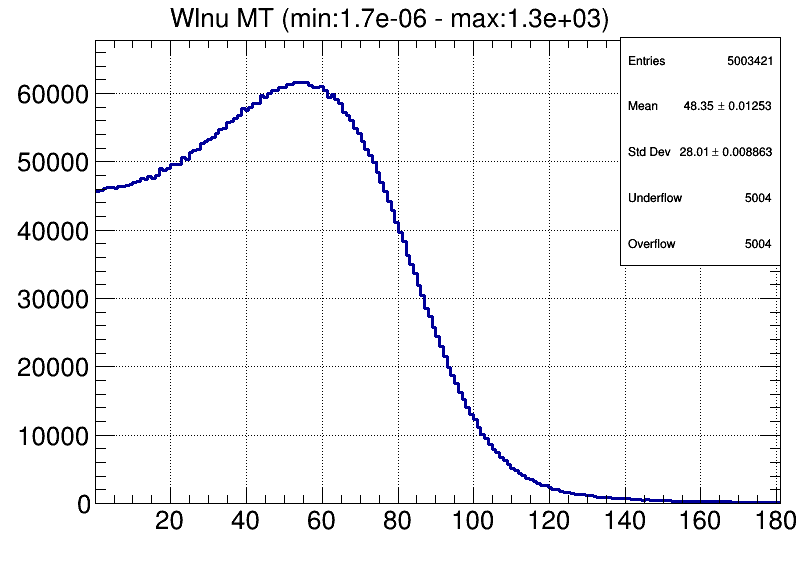 Wlnu MT (min:1.7e-06 - max:1.3e+03)
Entries 5003421
Mean 48.35 ± 0.01253
Std Dev 28.01 ± 0.008863
Underflow 5004
Overflow 5004
60000
50000
40000
30000
20000
10000
0
20 40 60 80 100 120 140 160 180